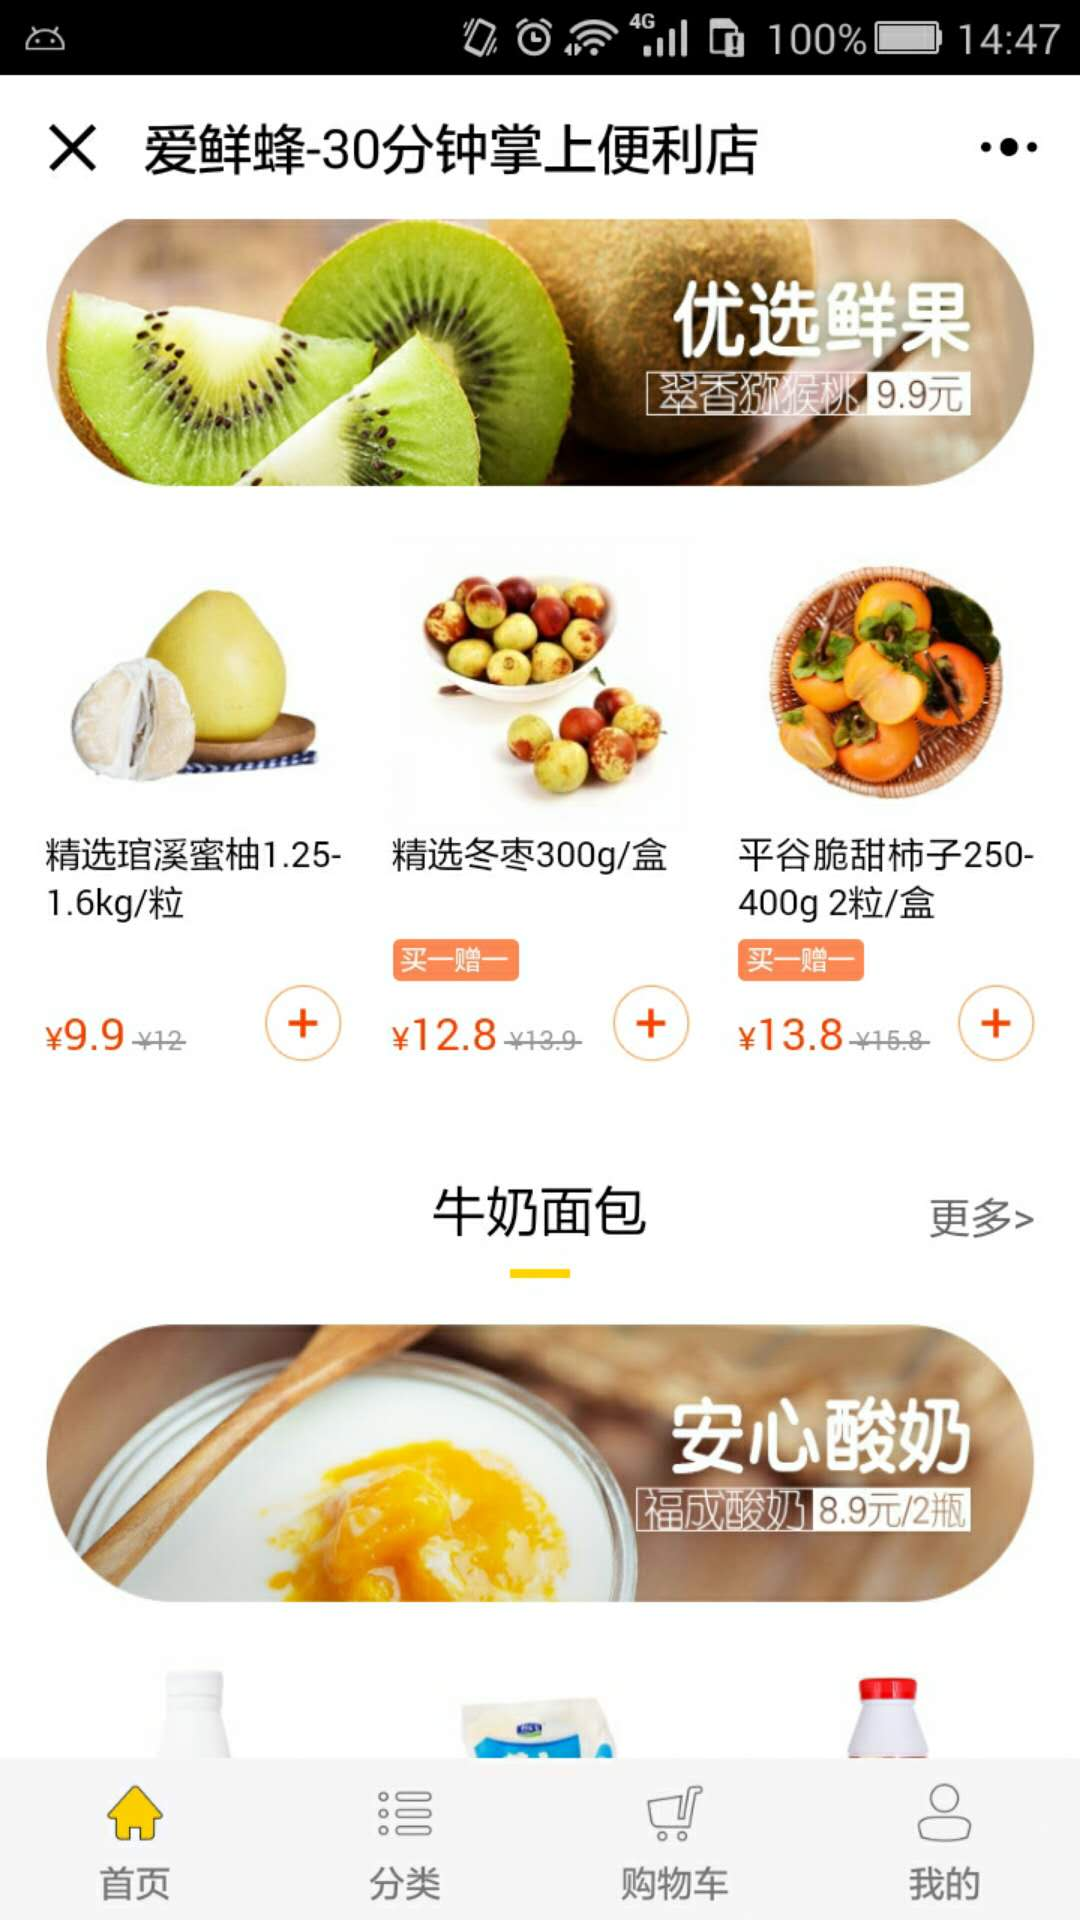 4G 100% 14:47
爱鲜蜂-30分钟掌上便利店
优选鲜果
翠香猕猴桃 9.9元
精选琯溪蜜柚1.25-
1.6kg/粒
¥9.9 ¥12
精选冬枣300g/盒
买一赠一
¥12.8 ¥13.9
平谷脆甜柿子250-
400g 2粒/盒
买一赠一
¥13.8 ¥15.8
牛奶面包
更多>
安心酸奶
福成酸奶 8.9元/2瓶
首页
分类
购物车
我的